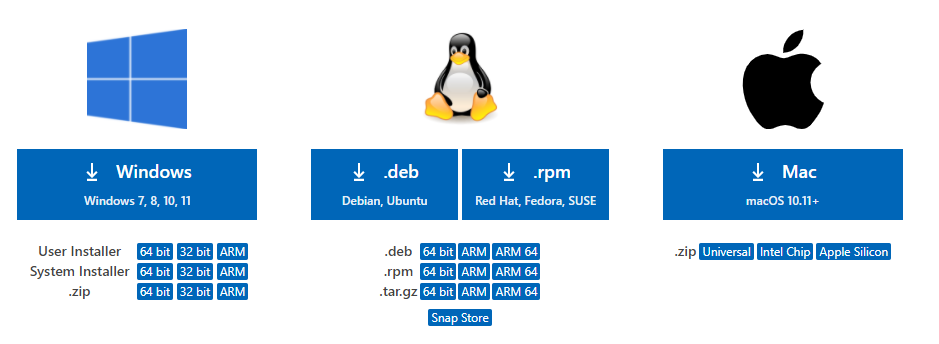 Windows
Windows 7, 8, 10, 11
User Installer 64 bit 32 bit ARM
System Installer 64 bit 32 bit ARM
.zip 64 bit 32 bit ARM
.deb
Debian, Ubuntu
.rpm
Red Hat, Fedora, SUSE
.deb 64 bit ARM ARM 64
.rpm 64 bit ARM ARM 64
.tar.gz 64 bit ARM ARM 64
Snap Store
Mac
macOS 10.11+
.zip Universal Intel Chip Apple Silicon